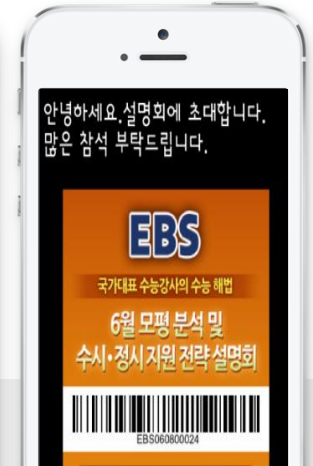 안녕하세요.설명회에 초대합니다.
많은 참석 부탁드립니다.
EBS
국가대표 수능강사의 수능 해법
6월 모평 분석 및
수시•정시 지원 전략 설명회
EBS060800024